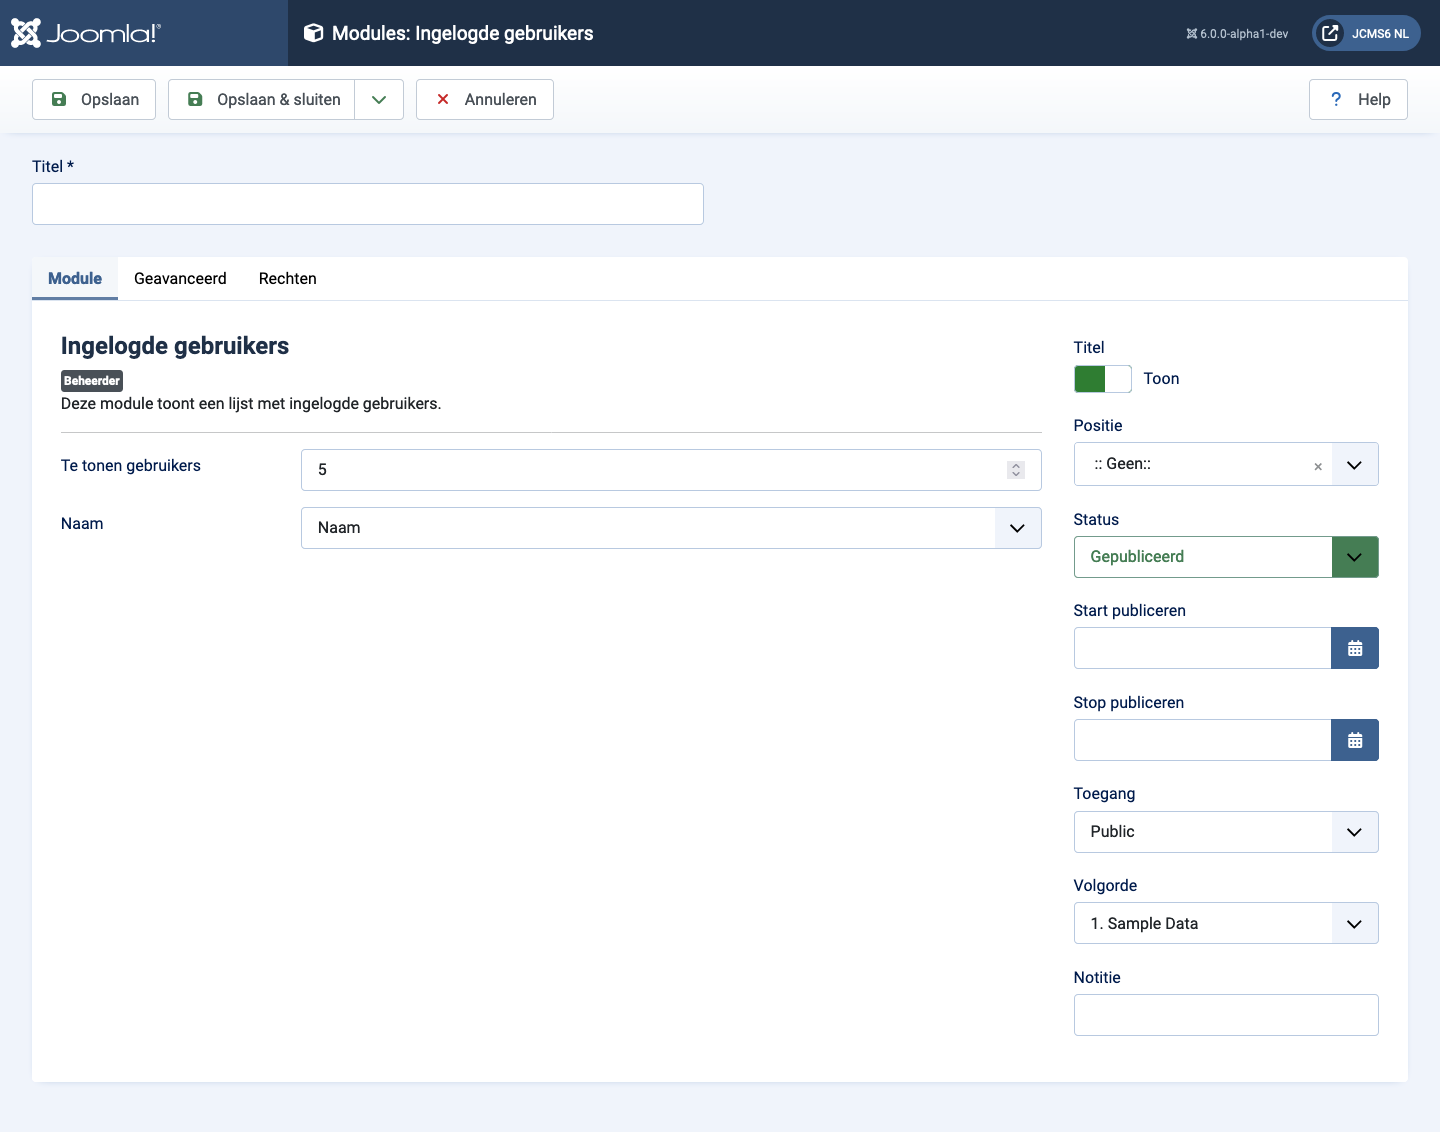 Joomla!®
Modules: Ingelogde gebruikers
6.0.0-alpha1-dev
JCMS6 NL
Opslaan
Opslaan & sluiten
Annuleren
? Help
Titel *
Module
Geavanceerd
Rechten
Ingelogde gebruikers
Beheerder
Deze module toont een lijst met ingelogde gebruikers.
Te tonen gebruikers
5
Naam
Naam
Titel
Toon
Positie
:: Geen::
×
Status
Gepubliceerd
Start publiceren
Stop publiceren
Toegang
Public
Volgorde
1. Sample Data
Notitie